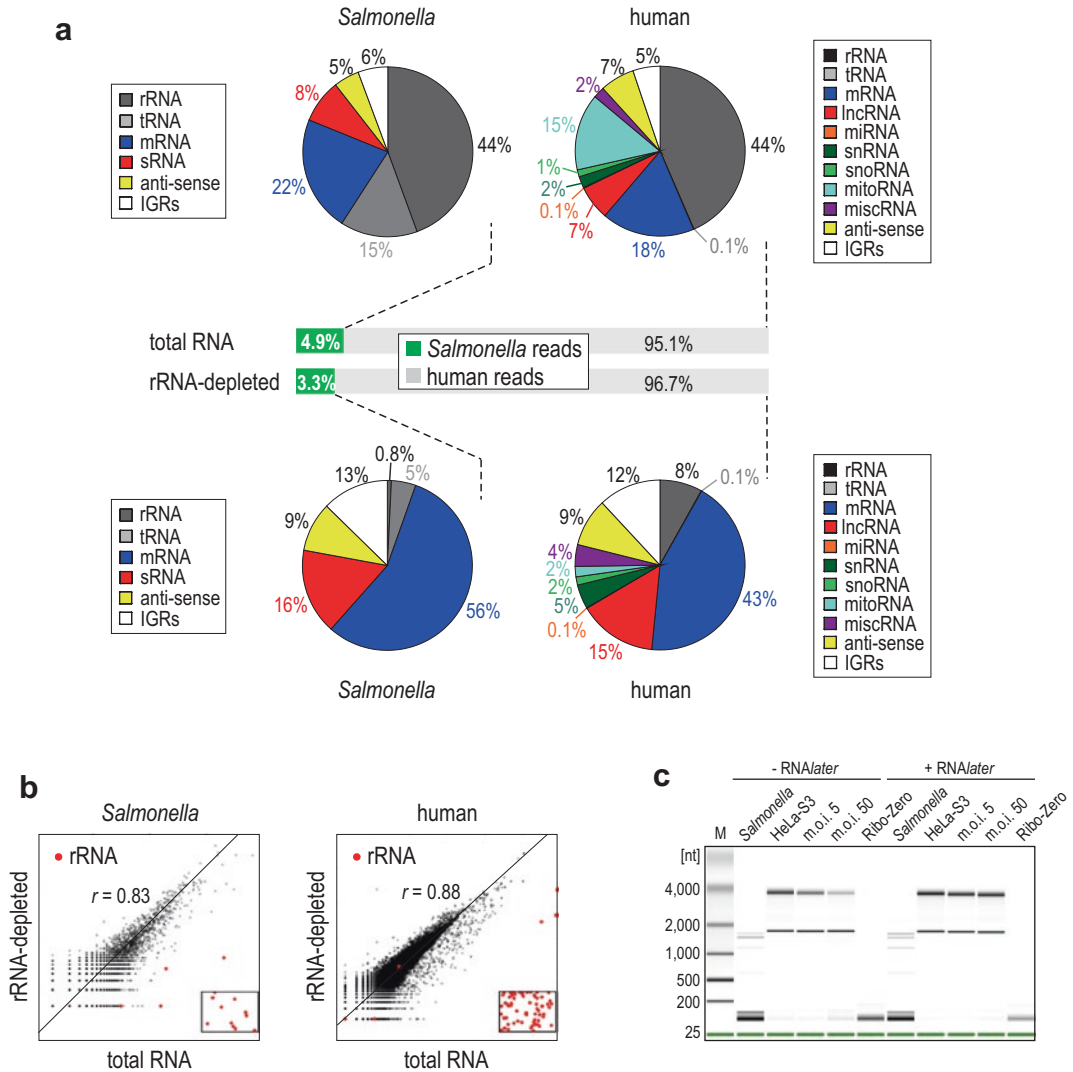 a
Salmonella
human
rRNA
tRNA
mRNA
sRNA
anti-sense
IGRs
5%
6%
8%
22%
15%
44%
7%
5%
2%
15%
1%
2%
0.1%
7%
18%
0.1%
44%
rRNA
tRNA
mRNA
lncRNA
miRNA
snRNA
snoRNA
mitoRNA
miscRNA
anti-sense
IGRs
total RNA
4.9%
95.1%
Salmonella reads
human reads
rRNA-depleted
3.3%
96.7%
rRNA
tRNA
mRNA
sRNA
anti-sense
IGRs
13%
0.8%
5%
9%
16%
56%
Salmonella
12%
8%
0.1%
9%
4%
2%
2%
5%
0.1%
15%
43%
human
rRNA
tRNA
mRNA
lncRNA
miRNA
snRNA
snoRNA
mitoRNA
miscRNA
anti-sense
IGRs
b
Salmonella
rRNA
r = 0.83
rRNA-depleted
total RNA
human
rRNA
r = 0.88
rRNA-depleted
total RNA
c
- RNAlater
+ RNAlater
M
Salmonella
HeLa-S3
m.o.i. 5
m.o.i. 50
Ribo-Zero
Salmonella
HeLa-S3
m.o.i. 5
m.o.i. 50
Ribo-Zero
[nt]
4,000
2,000
1,000
500
200
25